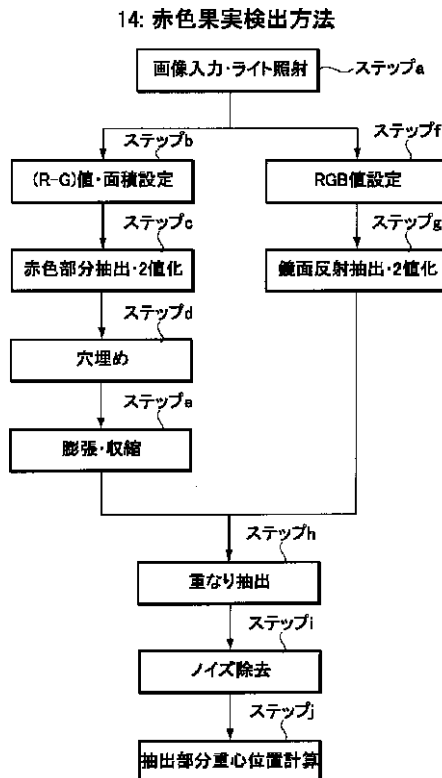 14: 赤色果実検出方法
画像入力・ライト照射
ステップa
ステップb
(R-G)値・面積設定
ステップc
赤色部分抽出・2値化
ステップd
穴埋め
ステップe
膨張・収縮
ステップf
RGB値設定
ステップg
鏡面反射抽出・2値化
ステップh
重なり抽出
ステップi
ノイズ除去
ステップj
抽出部分重心位置計算